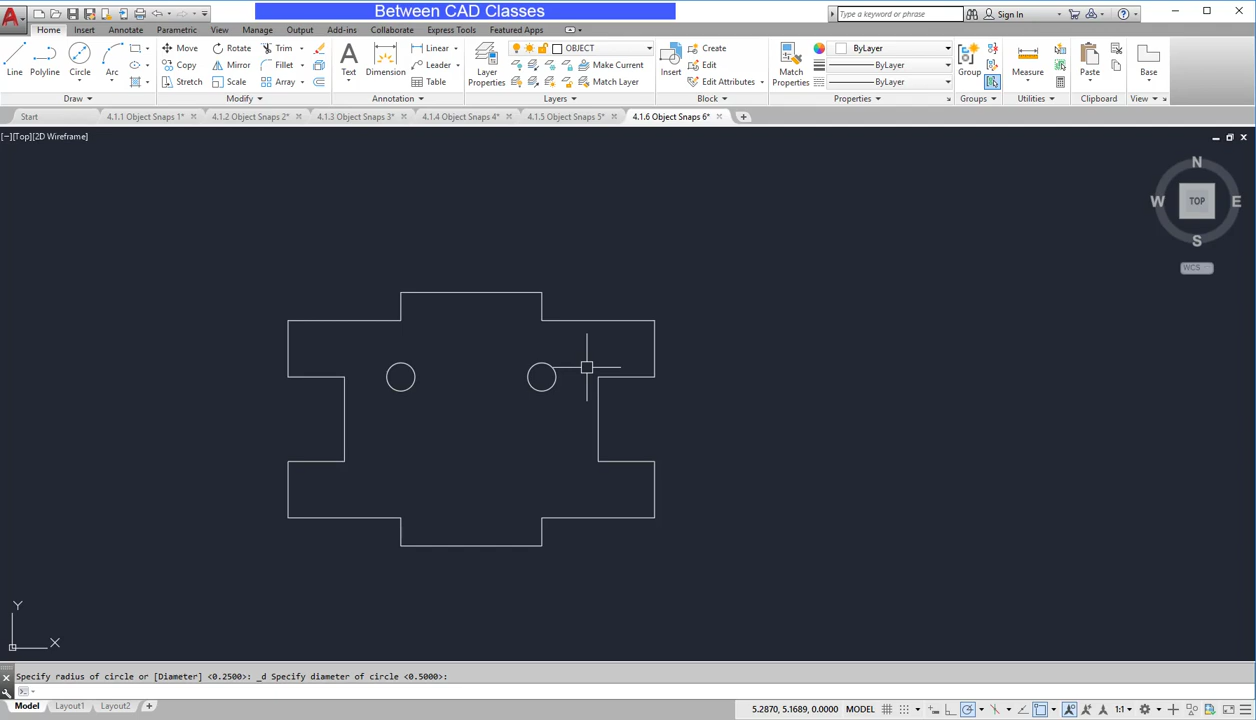 Between CAD Classes
Type a keyword or phrase
Sign In
Home Insert Annotate Parametric View Manage Output Add-ins Collaborate Express Tools Featured Apps
Line Polyline Circle Arc
Move Rotate Trim
Copy Mirror Fillet
Stretch Scale Array
Text Dimension
Linear
Leader
Table
Layer
Properties
OBJECT
Make Current
Match Layer
Insert
Create
Edit
Edit Attributes
Match
Properties
ByLayer
ByLayer
ByLayer
Group
Measure
Paste
Base
Draw Modify Annotation Layers Block Properties Groups Utilities Clipboard View
Start 4.1.1 Object Snaps 1* 4.1.2 Object Snaps 2* 4.1.3 Object Snaps 3* 4.1.4 Object Snaps 4* 4.1.5 Object Snaps 5* 4.1.6 Object Snaps 6*
[−][Top][2D Wireframe]
N
W TOP E
S
WCS
Y
X
Specify radius of circle or [Diameter] <0.2500>: _d Specify diameter of circle <0.5000>:
Model Layout1 Layout2
5.2870, 5.1689, 0.0000 MODEL 1:1